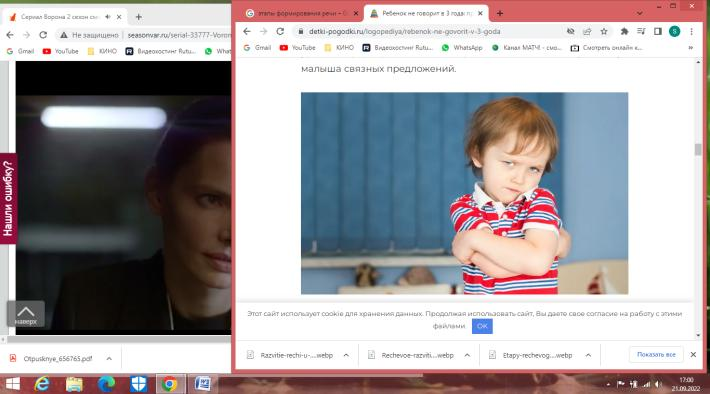 Сериал Ворона 2 сезон см
Не защищено | seasonvar.ru/serial-33777-Voron
Gmail YouTube КИНО Видеохостинг Rutu... What
Нашли ошибку?
наверх
Otpusknye_656765.pdf
этапы формирования речи – G
Ребенок не говорит в 3 года: пр
detki-pogodki.ru/logopediya/rebenok-ne-govorit-v-3-goda
Gmail YouTube КИНО Видеохостинг Rutu... WhatsApp Канал МАТЧ! - смо... Смотреть онлайн к... »
S
малыша связных предложений.
Этот сайт использует cookie для хранения данных. Продолжая использовать сайт, Вы даете свое согласие на работу с этими
файлами. OK
Razvitie-rechi-u-....webp
Rechevoe-razviti....webp
Etapy-rechevog....webp
Показать все
17:00
21.09.2022